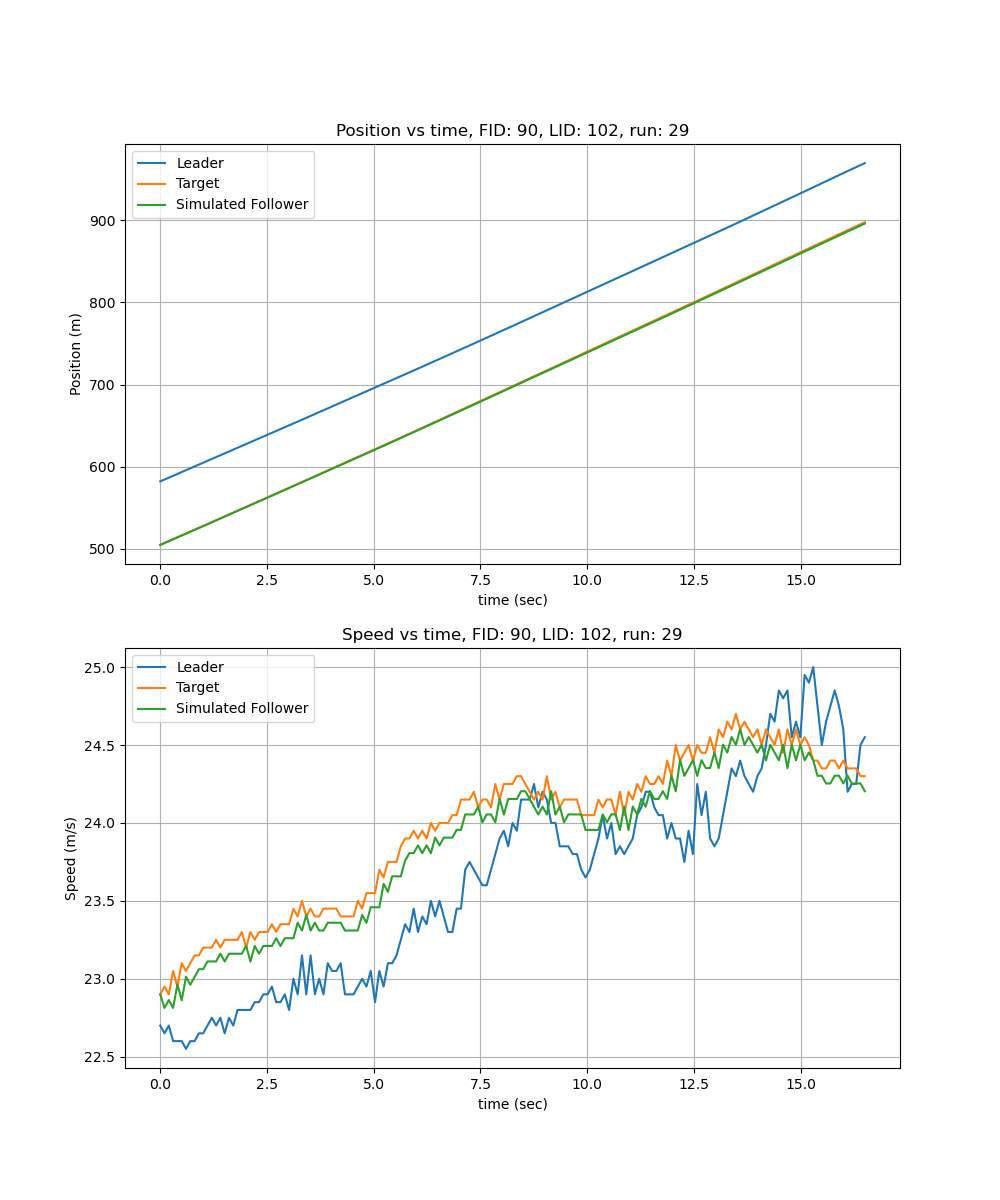 Position vs time, FID: 90, LID: 102, run: 29
Leader
Target
Simulated Follower
900
800
700
600
500
Position (m)
0.0 2.5 5.0 7.5 10.0 12.5 15.0
time (sec)
Speed vs time, FID: 90, LID: 102, run: 29
Leader
Target
Simulated Follower
25.0
24.5
24.0
23.5
23.0
22.5
Speed (m/s)
0.0 2.5 5.0 7.5 10.0 12.5 15.0
time (sec)